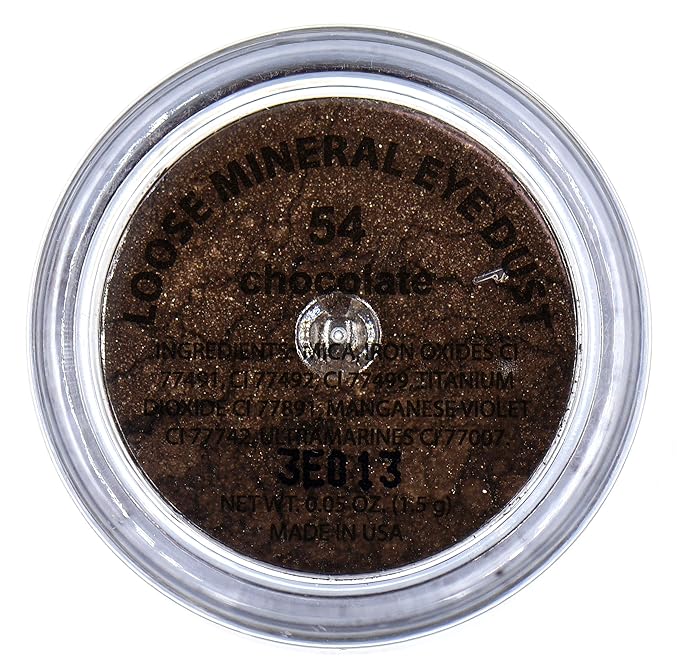 LOOSE MINERAL EYE DUST
54
chocolate
INGREDIENTS: MICA, IRON OXIDES CI
77491, CI 77492, CI 77499, TITANIUM
DIOXIDE CI 77891, MANGANESE VIOLET
CI 77742, ULTRAMARINES CI 77007.
3E013
NET WT. 0.05 OZ. (1.5 g)
MADE IN USA